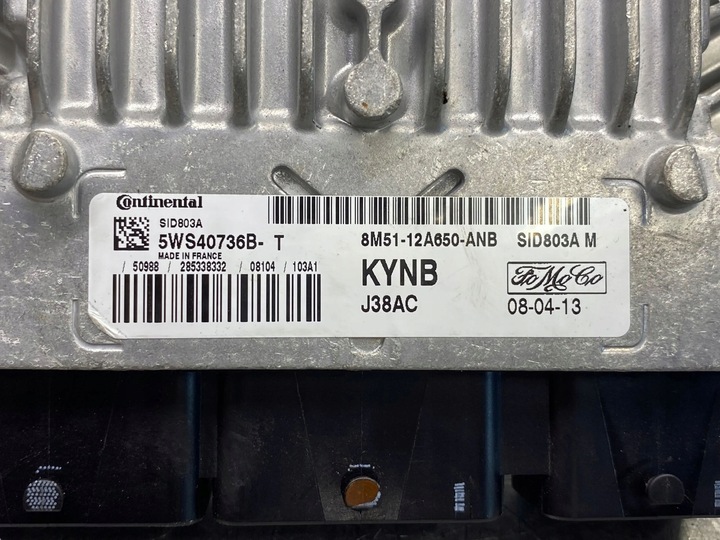 Continental
SID803A
5WS40736B- T
MADE IN FRANCE
/ 50988 / 285338332 / 08104 / 103A1
8M51-12A650-ANB SID803A M
KYNB
FoMoCo
J38AC
08-04-13